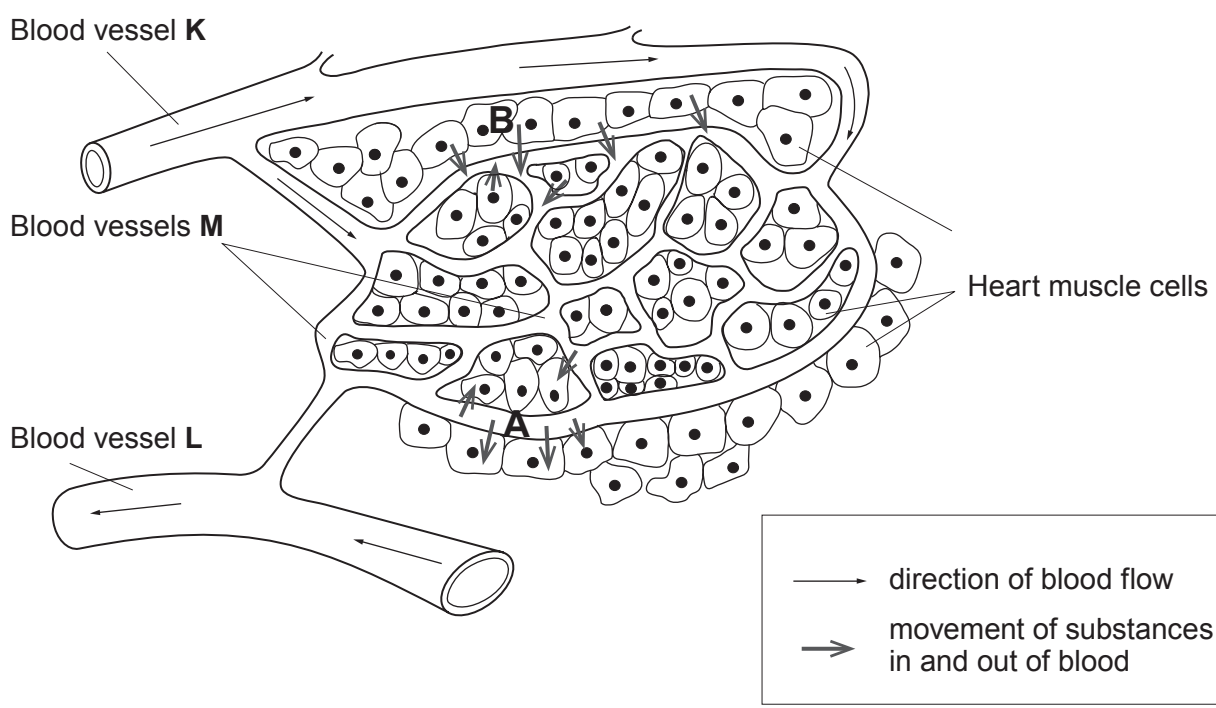 Blood vessel K
B
Blood vessels M
Heart muscle cells
A
Blood vessel L
direction of blood flow
movement of substances
in and out of blood